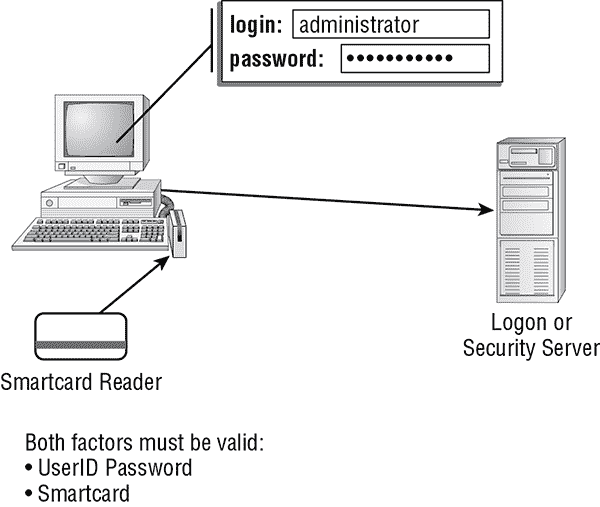 login: administrator
password: •••••••••••
Logon or
Security Server
Smartcard Reader
Both factors must be valid:
• UserID Password
• Smartcard